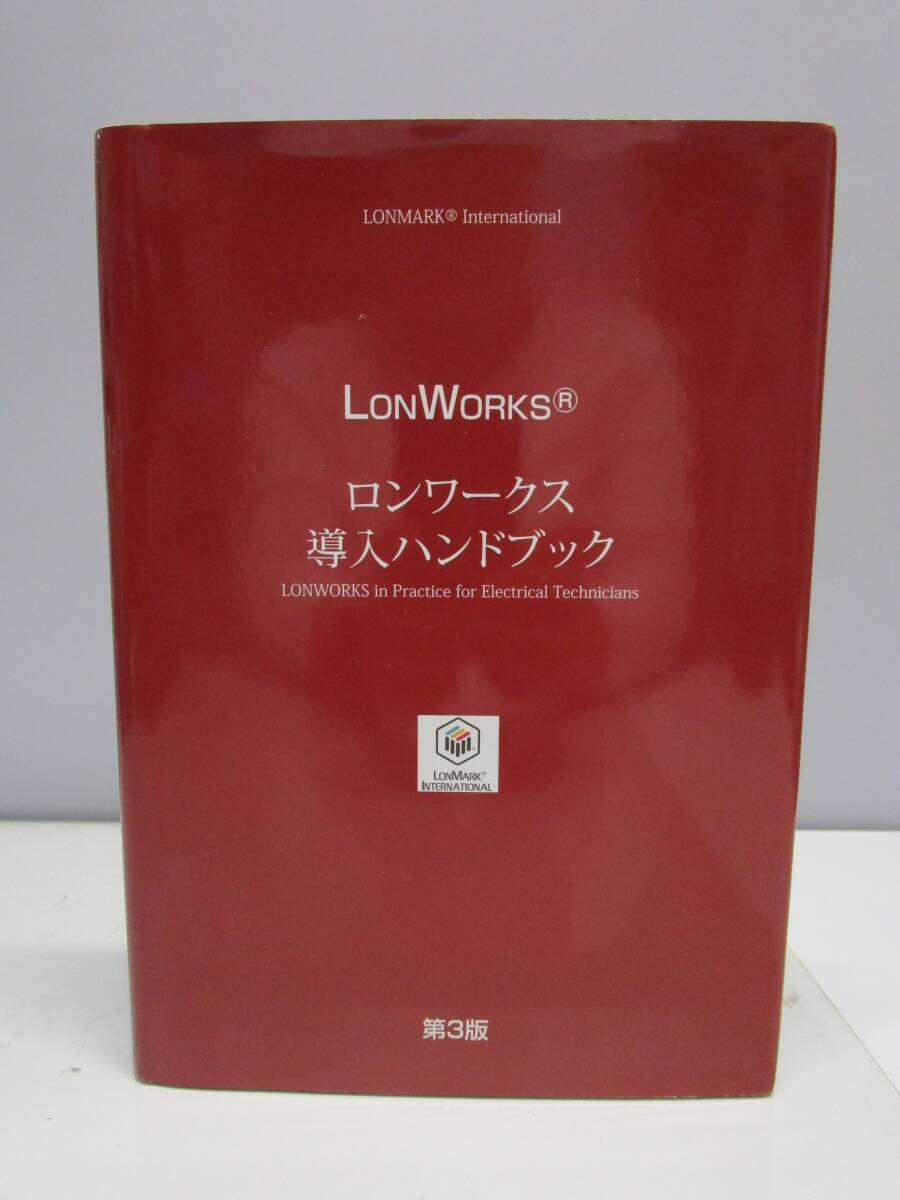 LONMARK® International
LONWORKS®
ロンワークス
導入ハンドブック
LONWORKS in Practice for Electrical Technicians
LONMARK®
INTERNATIONAL
第3版